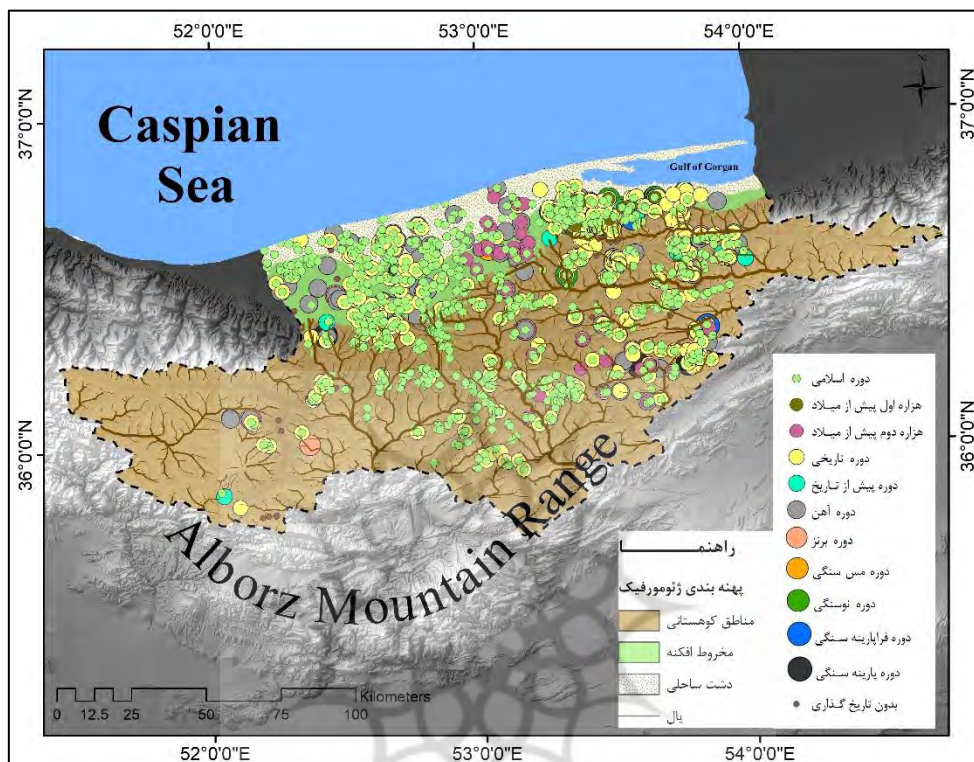 52°0'0"E
53°0'0"E
54°0'0"E
37°0'0"N
37°0'0"N
Caspian
Sea
Gulf of Gorgan
36°0'0"N
36°0'0"N
Alborz Mountain Range
دوره اسلامی
هزاره اول پیش از میلاد
هزاره دوم پیش از میلاد
دوره تاریخی
دوره پیش از تاریخ
دوره آهن
دوره برنز
دوره مس سنگی
دوره نوسنگی
دوره فراپارینه سنگی
دوره پارینه سنگی
بدون تاریخ گذاری
راهنمـــــا
پهنه بندی ژئومورفیک
مناطق کوهستانی
مخروط افکنه
دشت ساحلی
یال
Kilometers
0 12.5 25 50 75 100
52°0'0"E
53°0'0"E
54°0'0"E